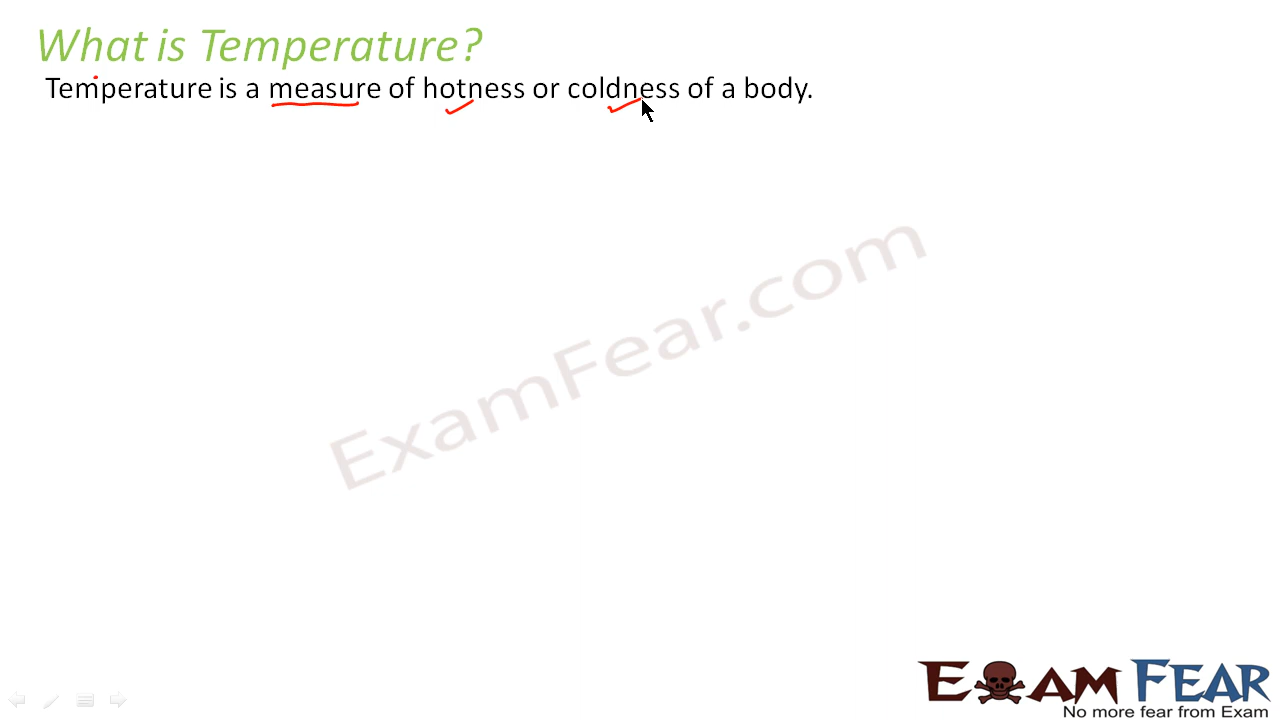 What is Temperature?
Temperature is a measure of hotness or coldness of a body.
ExamFear.com
EXAM FEAR
No more fear from Exam